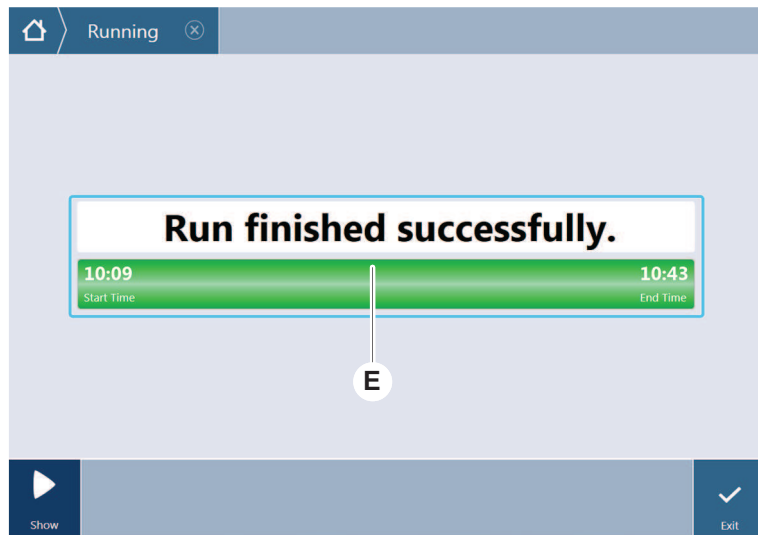 Running
Run finished successfully.
10:09 10:43
Start Time End Time
E
Show Exit